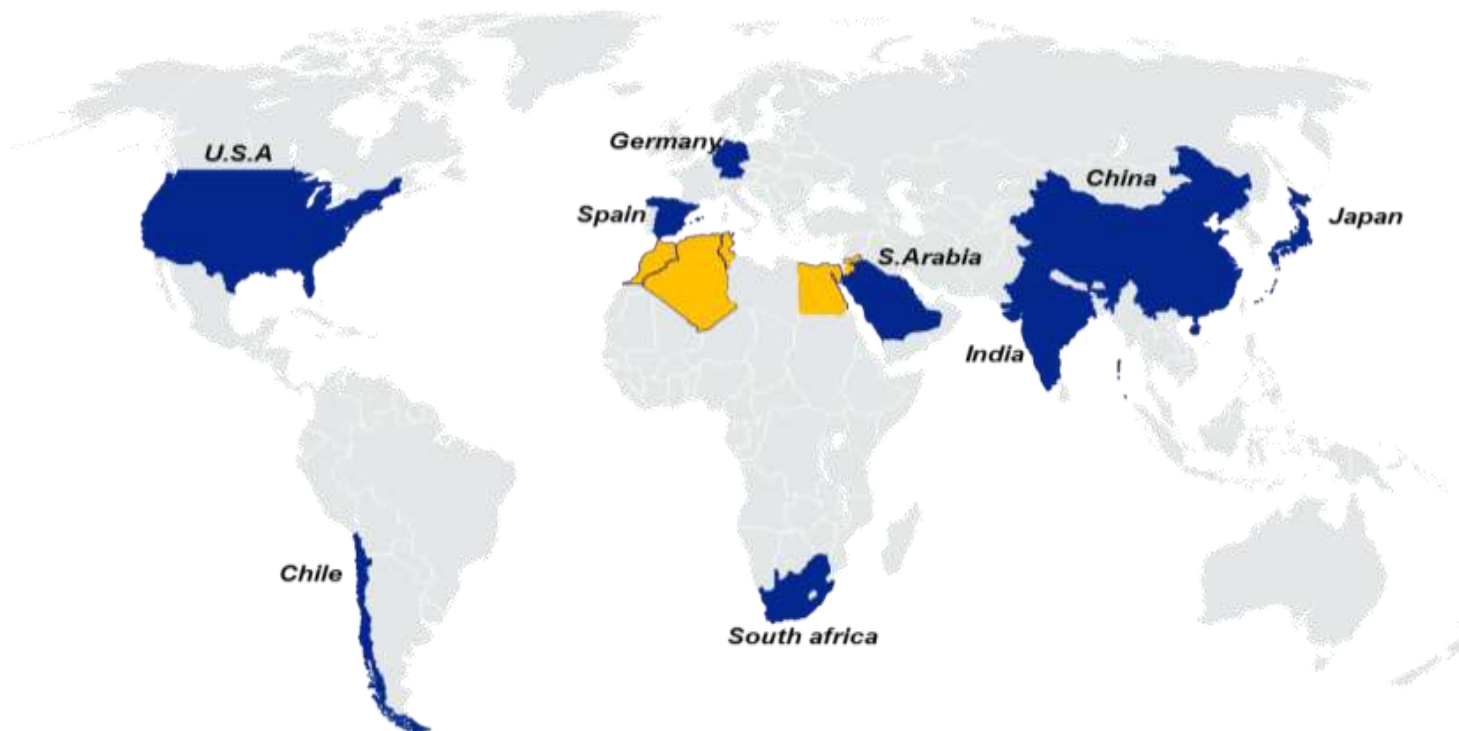 U.S.A
Germany
China
Spain
Japan
S.Arabia
India
Chile
South africa